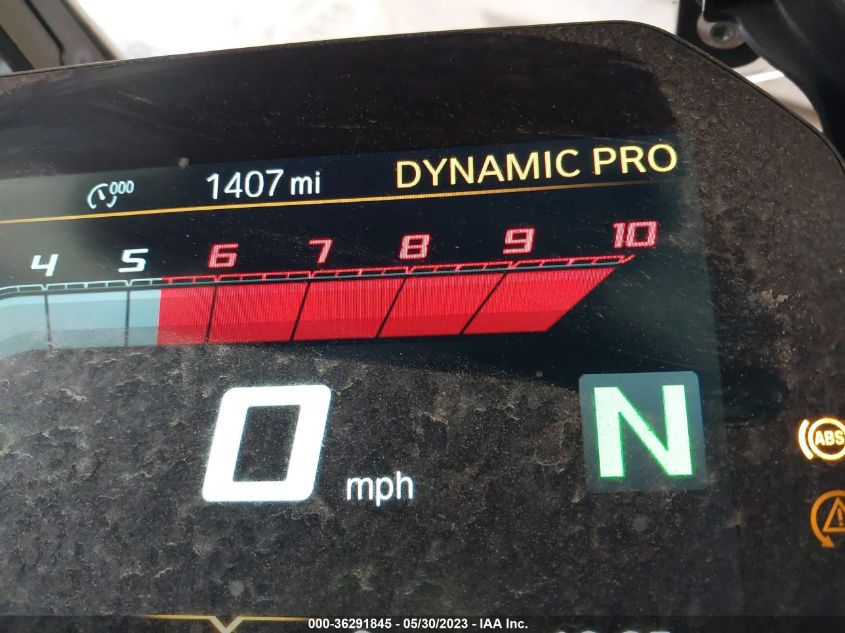 000 1407 mi DYNAMIC PRO
4 5 6 7 8 9 10
0 mph N
ABS
000-36291845 - 05/30/2023 - IAA Inc.